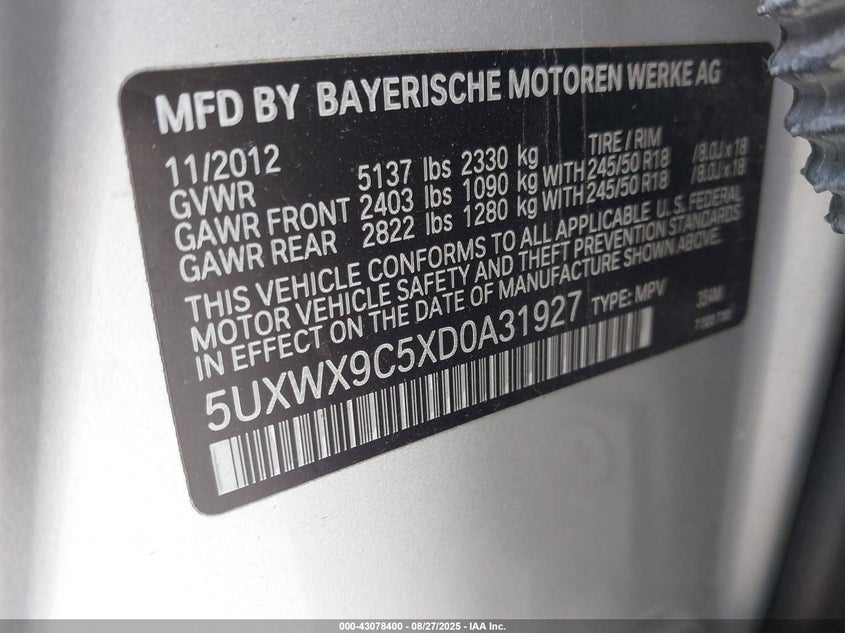 MFD BY BAYERISCHE MOTOREN WERKE AG
11/2012 TIRE / RIM
GVWR 5137 lbs 2330 kg
GAWR FRONT 2403 lbs 1090 kg WITH 245/50 R18 /8.0J x 18
GAWR REAR 2822 lbs 1280 kg WITH 245/50 R18 /8.0J x 18
THIS VEHICLE CONFORMS TO ALL APPLICABLE U.S. FEDERAL
MOTOR VEHICLE SAFETY AND THEFT PREVENTION STANDARDS
IN EFFECT ON THE DATE OF MANUFACTURE SHOWN ABOVE.
5UXWX9C5XD0A31927 TYPE: MPV
000-43078400 - 08/27/2025 - IAA Inc.